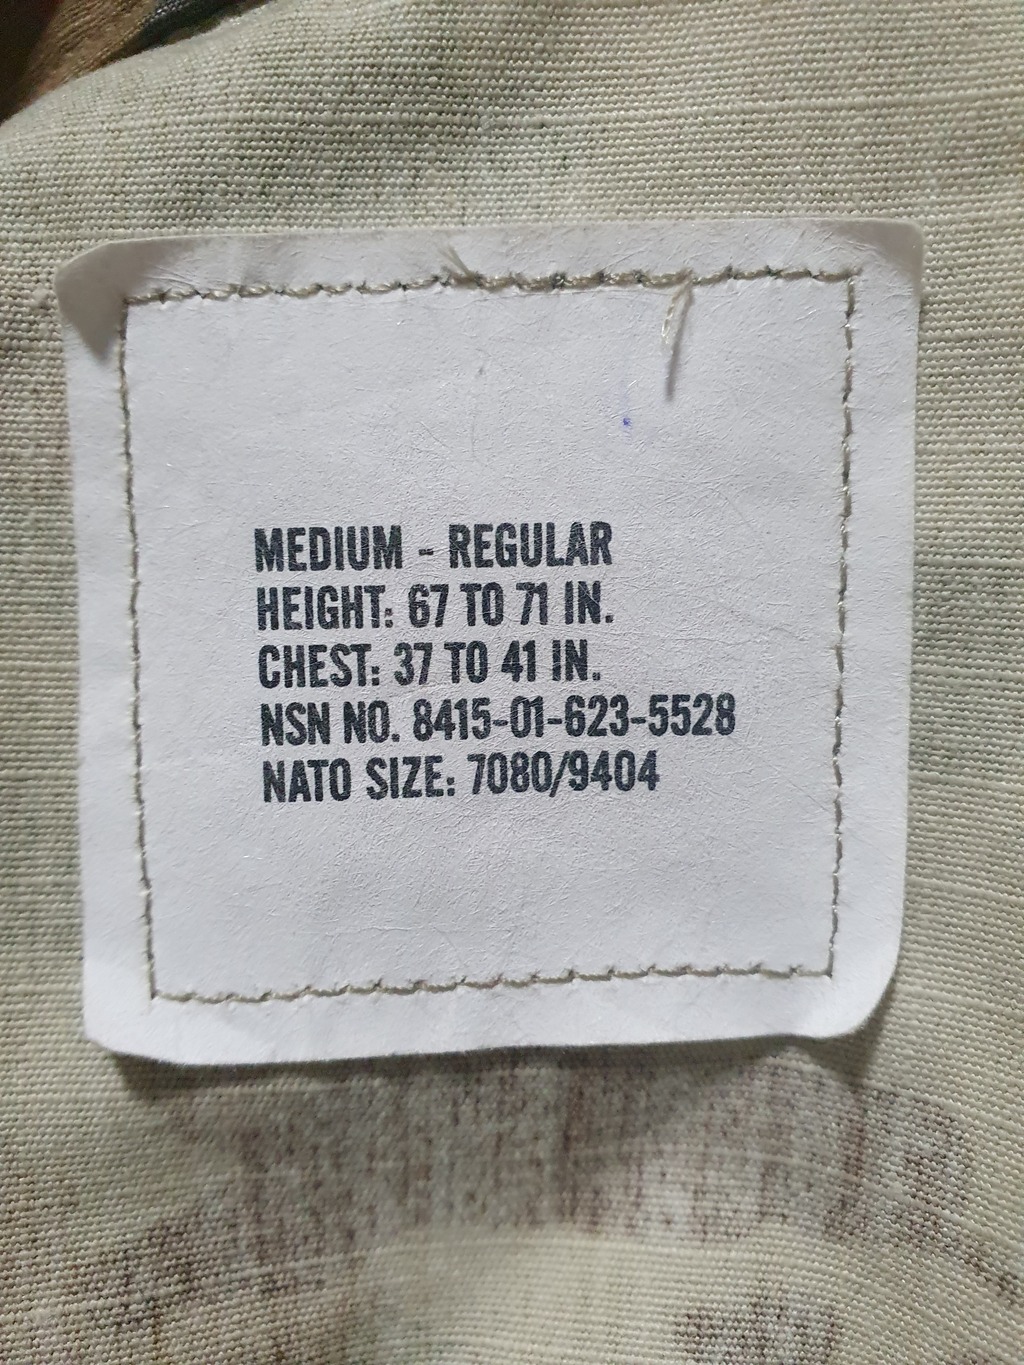 MEDIUM - REGULAR
HEIGHT: 67 TO 71 IN.
CHEST: 37 TO 41 IN.
NSN NO. 8415-01-623-5528
NATO SIZE: 7080/9404